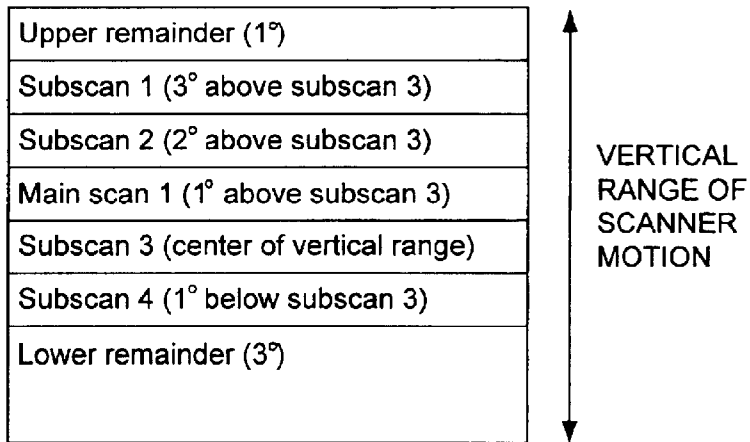 Upper remainder (1°)
Subscan 1 (3° above subscan 3)
Subscan 2 (2° above subscan 3)
Main scan 1 (1° above subscan 3)
Subscan 3 (center of vertical range)
Subscan 4 (1° below subscan 3)
Lower remainder (3°)
VERTICAL
RANGE OF
SCANNER
MOTION